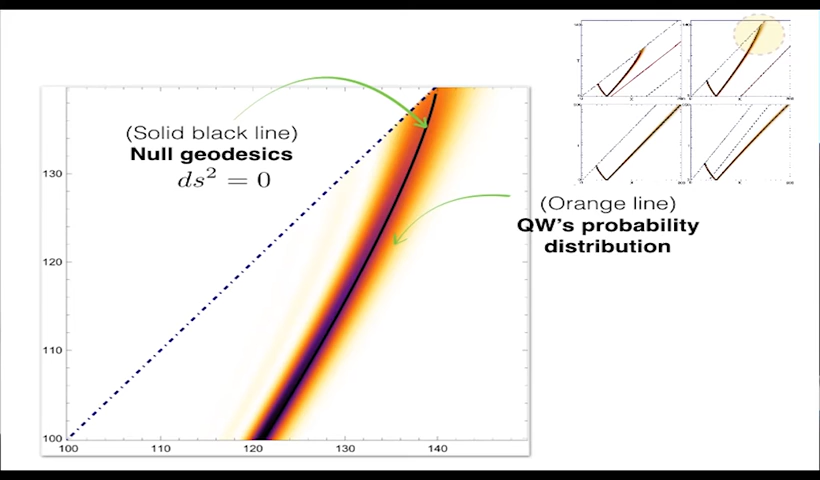 (Solid black line)
Null geodesics
ds² = 0
(Orange line)
QW's probability
distribution
130
120
110
100
100
110
120
130
140